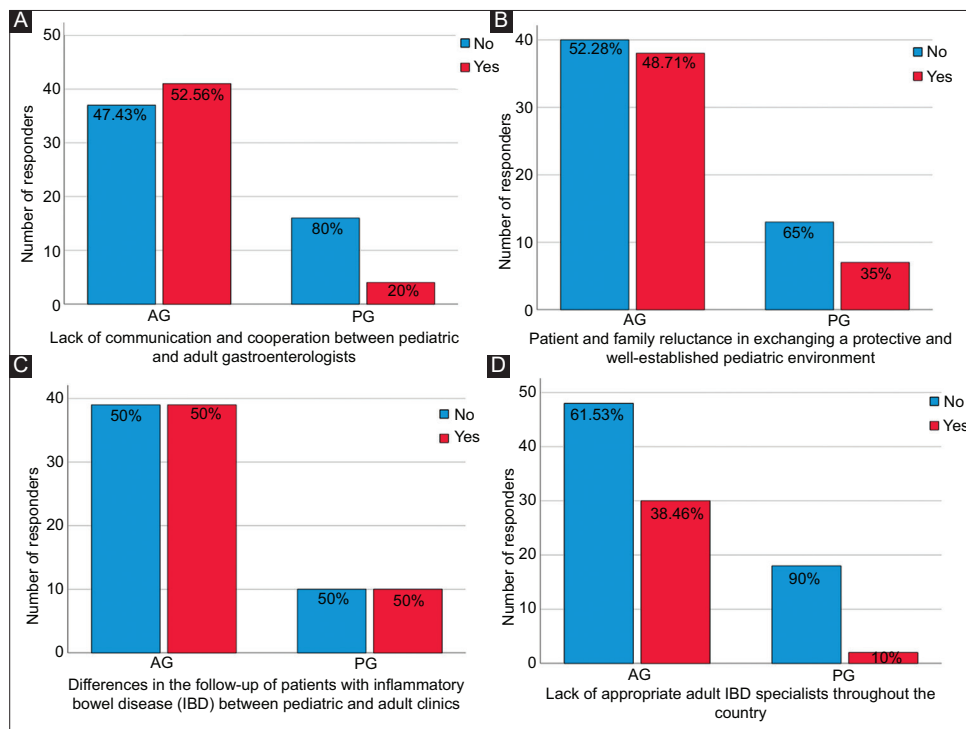 A
50
40
30
20
10
0
Number of responders
No
Yes
47.43%
52.56%
80%
20%
AG
PG
Lack of communication and cooperation between pediatric
and adult gastroenterologists
B
40
30
20
10
0
Number of responders
No
Yes
52.28%
48.71%
65%
35%
AG
PG
Patient and family reluctance in exchanging a protective and
well-established pediatric environment
C
40
30
20
10
0
Number of responders
No
Yes
50%
50%
50%
50%
AG
PG
Differences in the follow-up of patients with inflammatory
bowel disease (IBD) between pediatric and adult clinics
D
50
40
30
20
10
0
Number of responders
No
Yes
61.53%
38.46%
90%
10%
AG
PG
Lack of appropriate adult IBD specialists throughout the
country